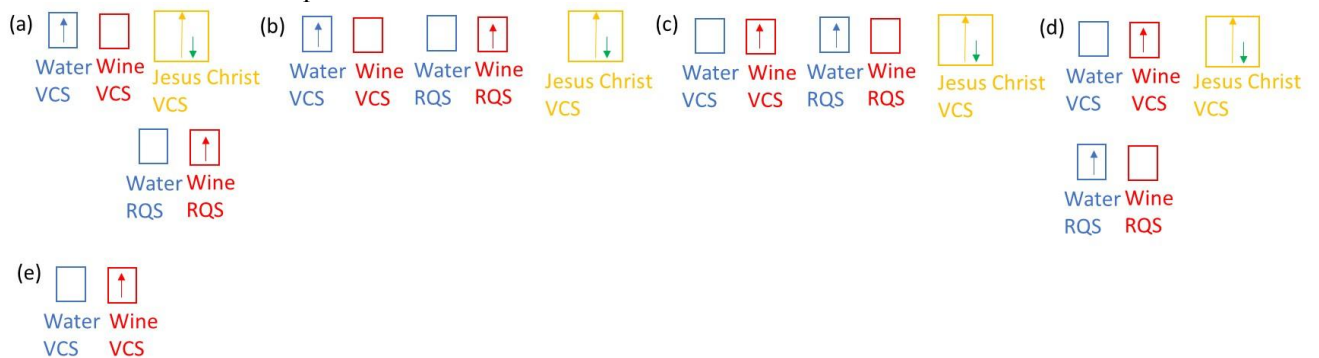 (a)
Water Wine Jesus Christ
VCS VCS VCS
Water Wine
RQS RQS
(b)
Water Wine Water Wine Jesus Christ
VCS VCS RQS RQS VCS
(c)
Water Wine Water Wine Jesus Christ
VCS VCS RQS RQS VCS
(d)
Water Wine Jesus Christ
VCS VCS VCS
Water Wine
RQS RQS
(e)
Water Wine
VCS VCS